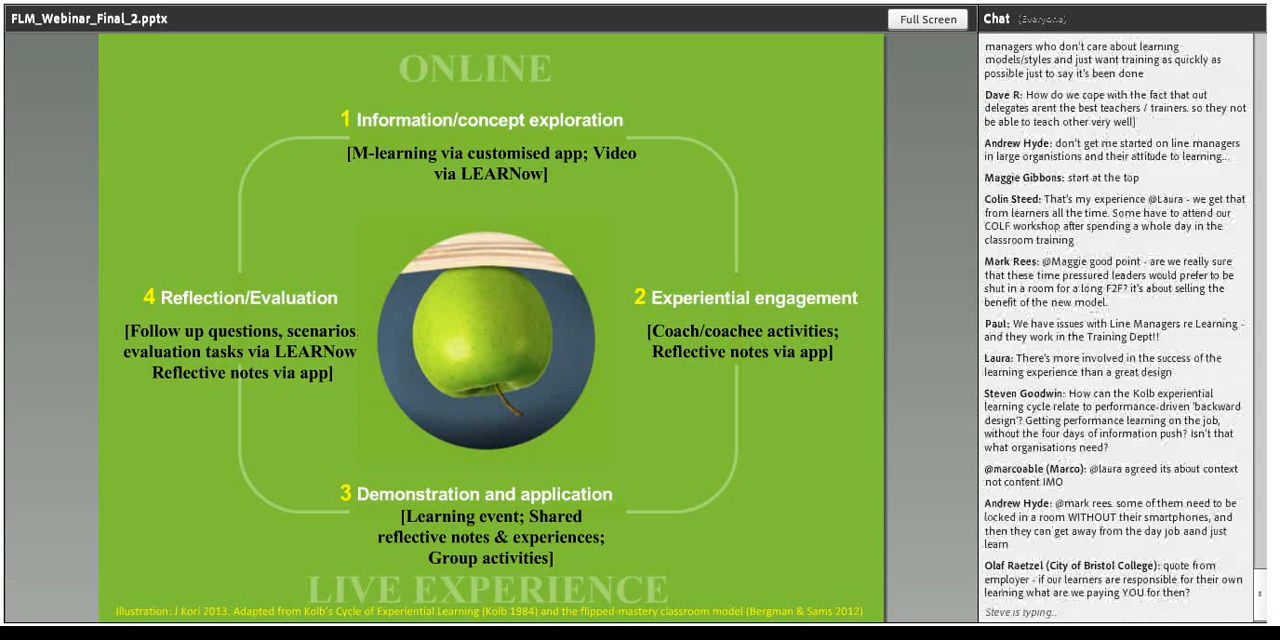 FLM_Webinar_Final_2.pptx
Full Screen
ONLINE
1 Information/concept exploration
[M-learning via customised app; Video
via LEARNow]
4 Reflection/Evaluation
[Follow up questions, scenarios
evaluation tasks via LEARNow
Reflective notes via app]
2 Experiential engagement
[Coach/coachee activities;
Reflective notes via app]
3 Demonstration and application
[Learning event; Shared
reflective notes & experiences;
Group activities]
LIVE EXPERIENCE
Illustration: J Kori 2013. Adapted from Kolb's Cycle of Experiential Learning (Kolb 1984) and the flipped-mastery classroom model (Bergman & Sams 2012)
Chat (Everyone)
managers who don't care about learning
models/styles and just want training as quickly as
possible just to say it's been done
Dave R: How do we cope with the fact that out
delegates arent the best teachers / trainers. so they not
be able to teach other very well]
Andrew Hyde: don't get me started on line managers
in large organistions and their attitude to learning...
Maggie Gibbons: start at the top
Colin Steed: That's my experience @Laura - we get that
from learners all the time. Some have to attend our
COLF workshop after spending a whole day in the
classroom training
Mark Rees: @Maggie good point - are we really sure
that these time pressured leaders would prefer to be
shut in a room for a long F2F? it's about selling the
benefit of the new model.
Paul: We have issues with Line Managers re Learning -
and they work in the Training Dept!!
Laura: There's more involved in the success of the
learning experience than a great design
Steven Goodwin: How can the Kolb experiential
learning cycle relate to performance-driven 'backward
design'? Getting performance learning on the job,
without the four days of information push? Isn't that
what organisations need?
@marcoable (Marco): @laura agreed its about context
not content IMO
Andrew Hyde: @mark rees. some of them need to be
locked in a room WITHOUT their smartphones, and
then they can get away from the day job aand just
learn
Olaf Raetzel (City of Bristol College): quote from
employer - if our learners are responsible for their own
learning what are we paying YOU for then?
Steve is typing..